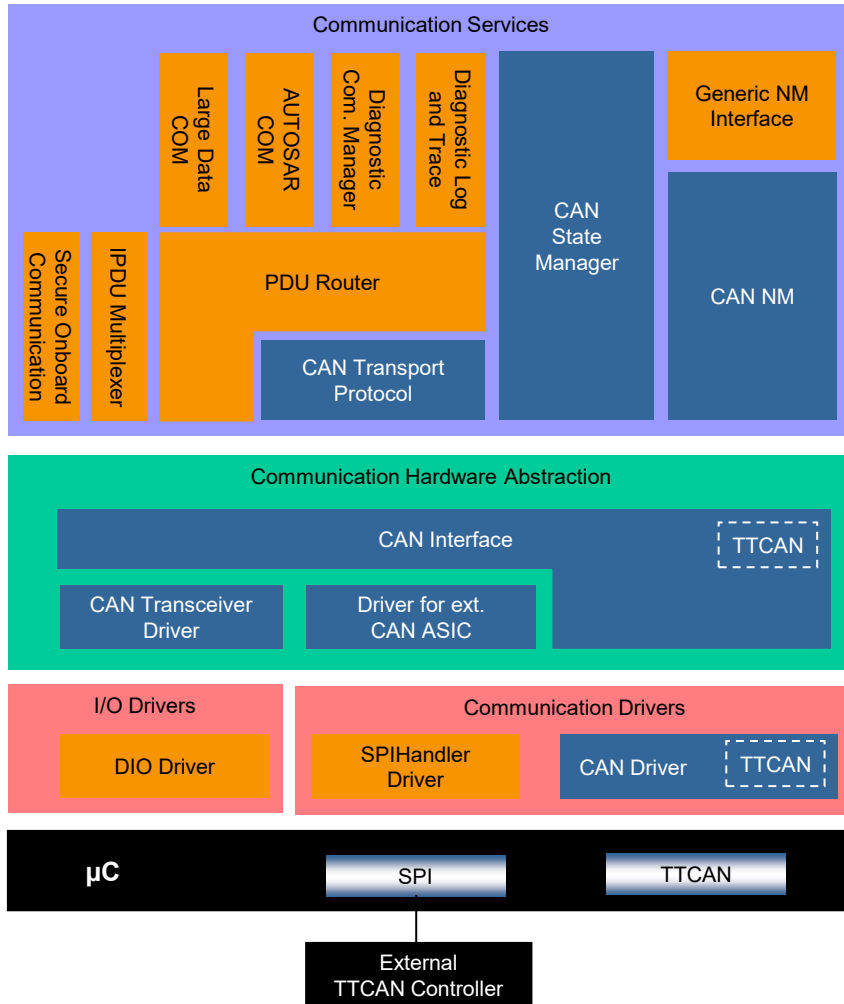 Communication Services
Large Data
COM
AUTOSAR
COM
Diagnostic
Com. Manager
Diagnostic Log
and Trace
Generic NM
Interface
Secure Onboard
Communication
IPDU Multiplexer
PDU Router
CAN Transport
Protocol
CAN
State
Manager
CAN NM
Communication Hardware Abstraction
CAN Interface
TTCAN
CAN Transceiver
Driver
Driver for ext.
CAN ASIC
I/O Drivers
DIO Driver
Communication Drivers
SPIHandler
Driver
CAN Driver
TTCAN
µC
SPI
TTCAN
External
TTCAN Controller